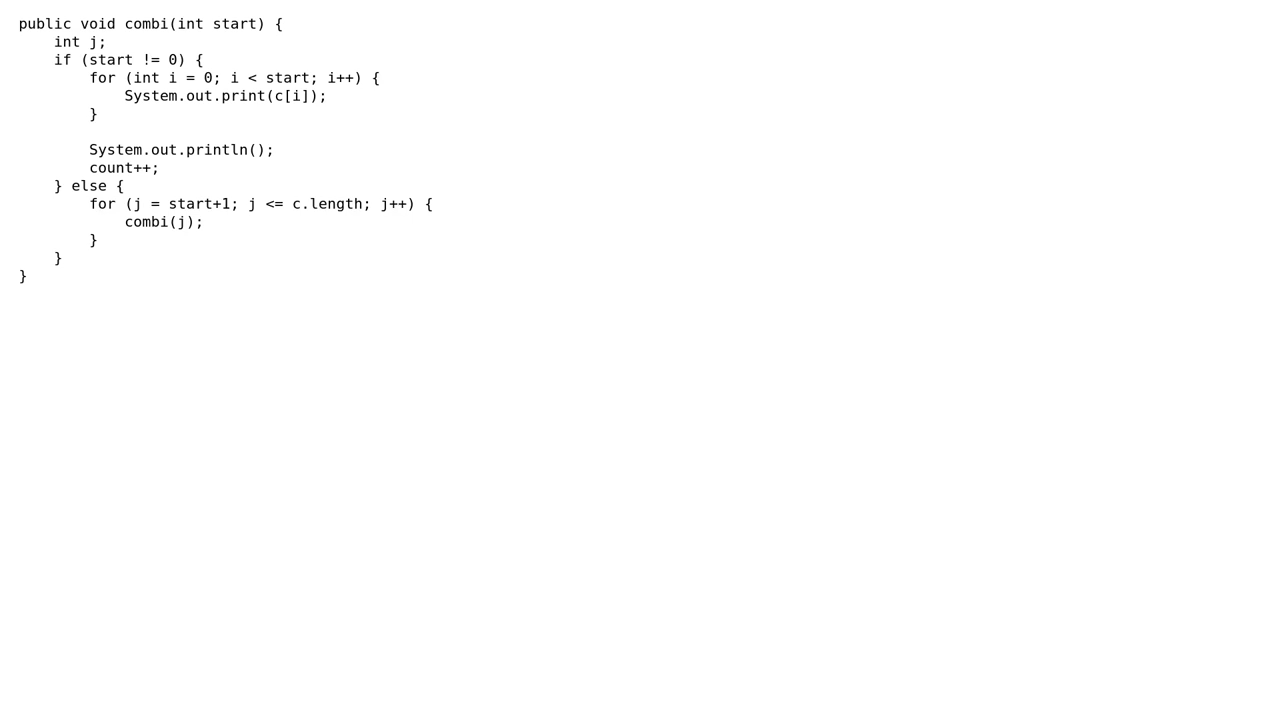 public void combi(int start) {
    int j;
    if (start != 0) {
        for (int i = 0; i < start; i++) {
            System.out.print(c[i]);
        }

        System.out.println();
        count++;
    } else {
        for (j = start+1; j <= c.length; j++) {
            combi(j);
        }
    }
}